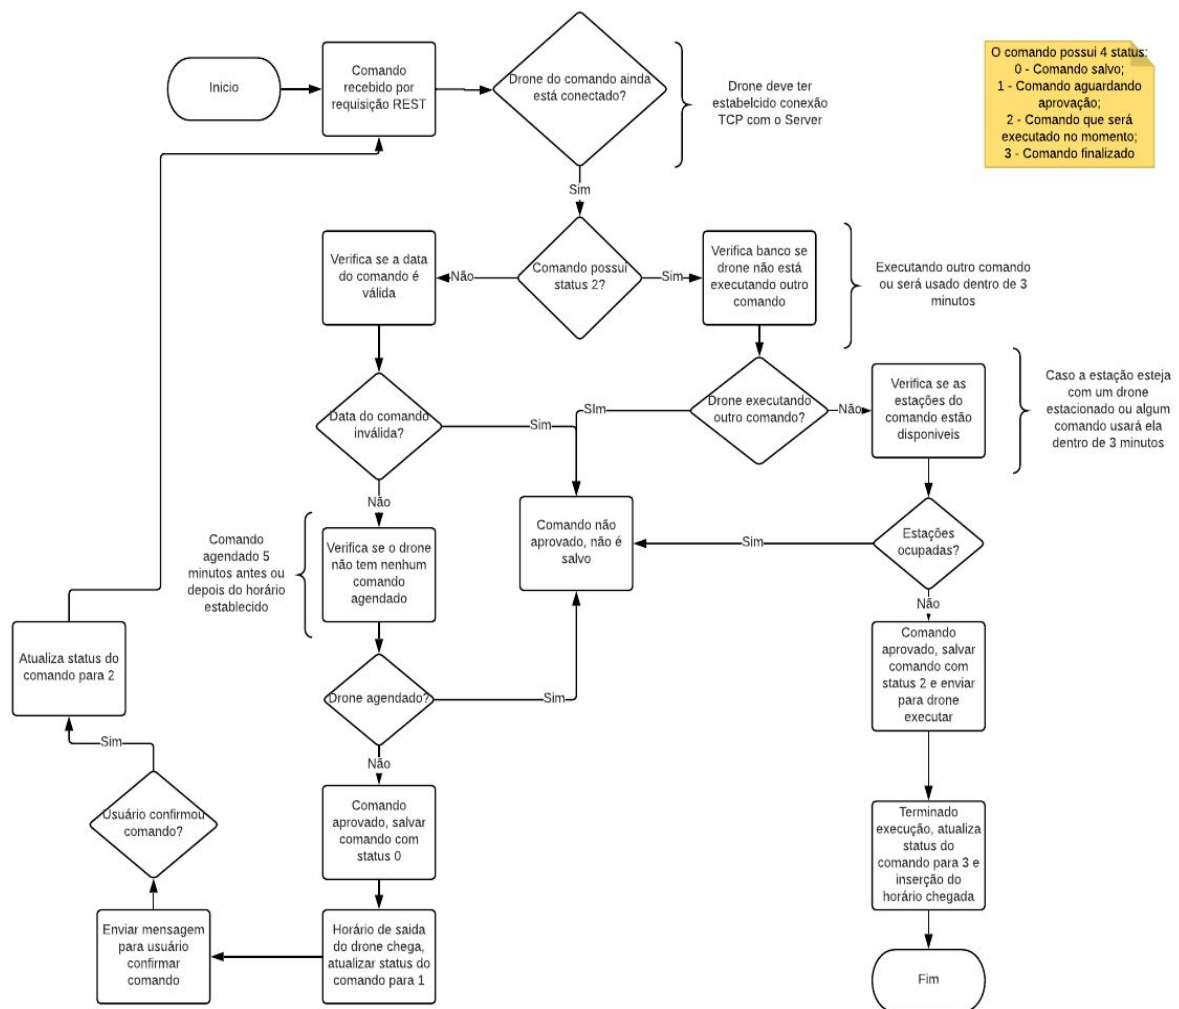 Inicio
Comando
recebido por
requisição REST
Drone do comando ainda
está conectado?
Drone deve ter
estabelcido conexão
TCP com o Server
O comando possui 4 status:
0 - Comando salvo;
1 - Comando aguardando
aprovação;
2 - Comando que será
executado no momento;
3 - Comando finalizado
Sim
Verifica se a data
do comando é
válida
Não
Comando possui
status 2?
Sim
Verifica banco se
drone não está
executando outro
comando
Executando outro comando
ou será usado dentro de 3
minutos
Data do comando
inválida?
Sim
SIm
Drone executando
outro comando?
Não
Verifica se as
estações do
comando estão
disponiveis
Caso a estação esteja
com um drone
estacionado ou algum
comando usará ela
dentro de 3 minutos
Não
Comando
agendado 5
minutos antes ou
depois do horário
establecido
Verifica se o drone
não tem nenhum
comando
agendado
Comando não
aprovado, não é
salvo
Sim
Estações
ocupadas?
Não
Atualiza status do
comando para 2
Drone agendado?
Sim
Comando
aprovado, salvar
comando com
status 2 e enviar
para drone
executar
Sim
Não
Usuário confirmou
comando?
Comando
aprovado, salvar
comando com
status 0
Terminado
execução, atualiza
status do
comando para 3 e
inserção do
horário chegada
Enviar mensagem
para usuário
confirmar
comando
Horário de saida
do drone chega,
atualizar status do
comando para 1
Fim